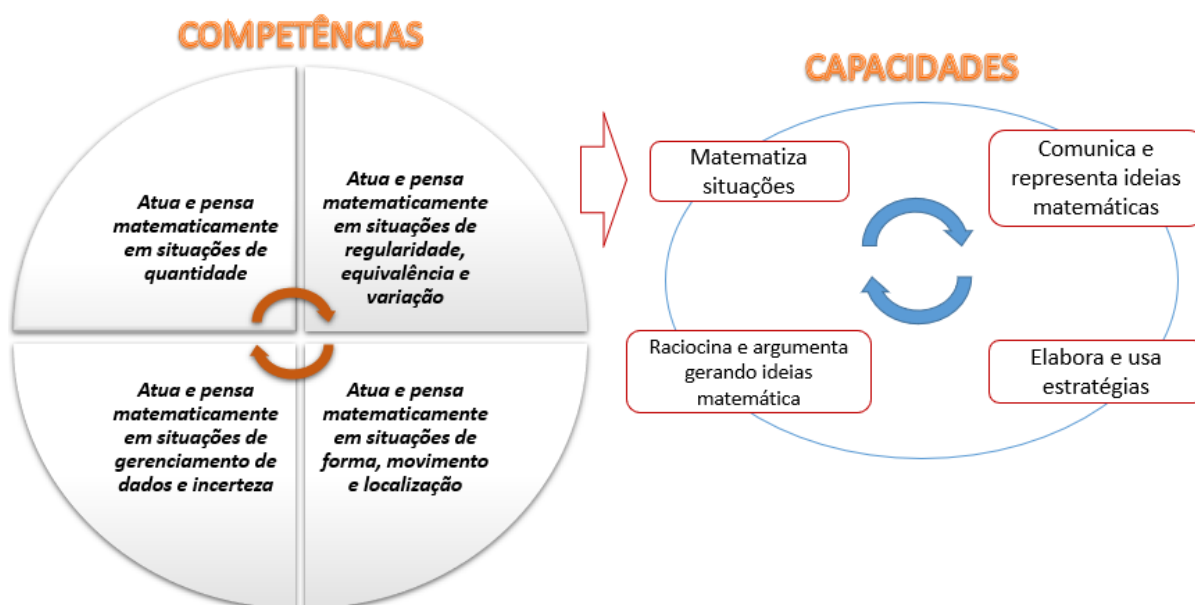 COMPETÊNCIAS
Atua e pensa
matematicamente
em situações de
quantidade
Atua e pensa
matematicamente
em situações de
regularidade,
equivalência e
variação
Atua e pensa
matematicamente
em situações de
gerenciamento de
dados e incerteza
Atua e pensa
matematicamente
em situações de
forma, movimento
e localização
CAPACIDADES
Matematiza
situações
Comunica e
representa ideias
matemáticas
Raciocina e argumenta
gerando ideias
matemática
Elabora e usa
estratégias